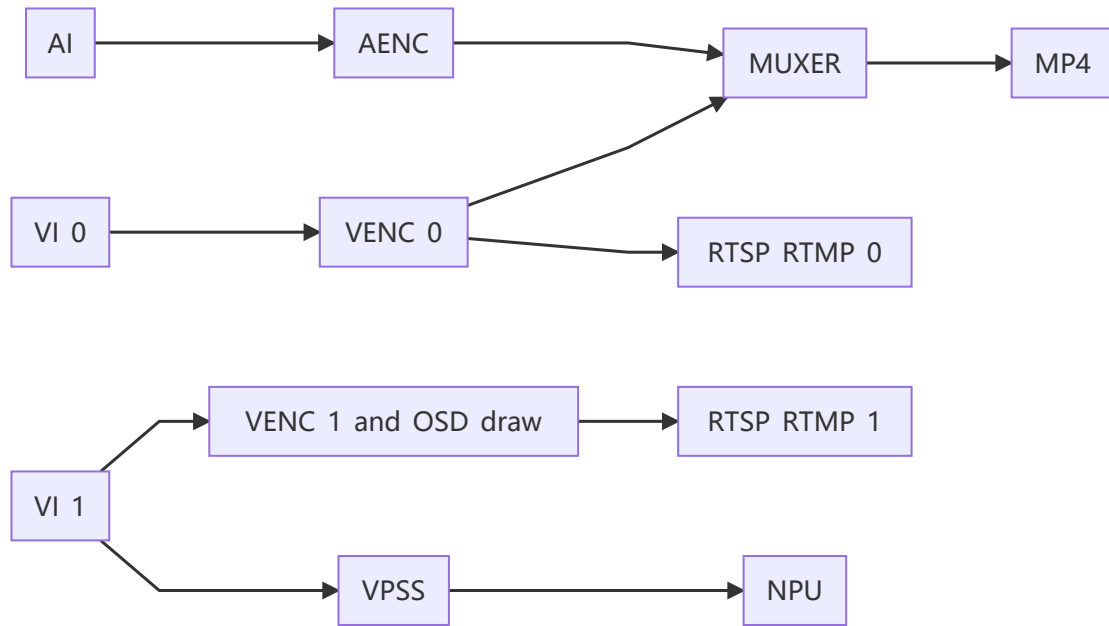 AI
AENC
MUXER
MP4
VI 0
VENC 0
RTSP RTMP 0
VENC 1 and OSD draw
RTSP RTMP 1
VI 1
VPSS
NPU